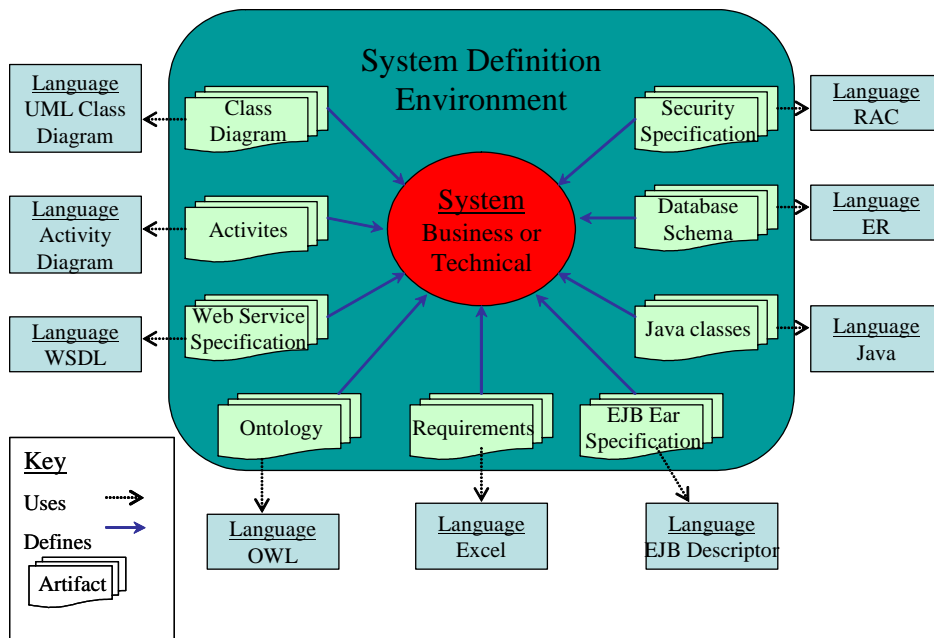 System Definition
Environment
Language
UML Class
Diagram
Class
Diagram
Security
Specification
Language
RAC
Language
Activity
Diagram
Activites
System
Business or
Technical
Database
Schema
Language
ER
Language
WSDL
Web Service
Specification
Java classes
Language
Java
Ontology
Requirements
EJB Ear
Specification
Key
Uses
Defines
Artifact
Language
OWL
Language
Excel
Language
EJB Descriptor